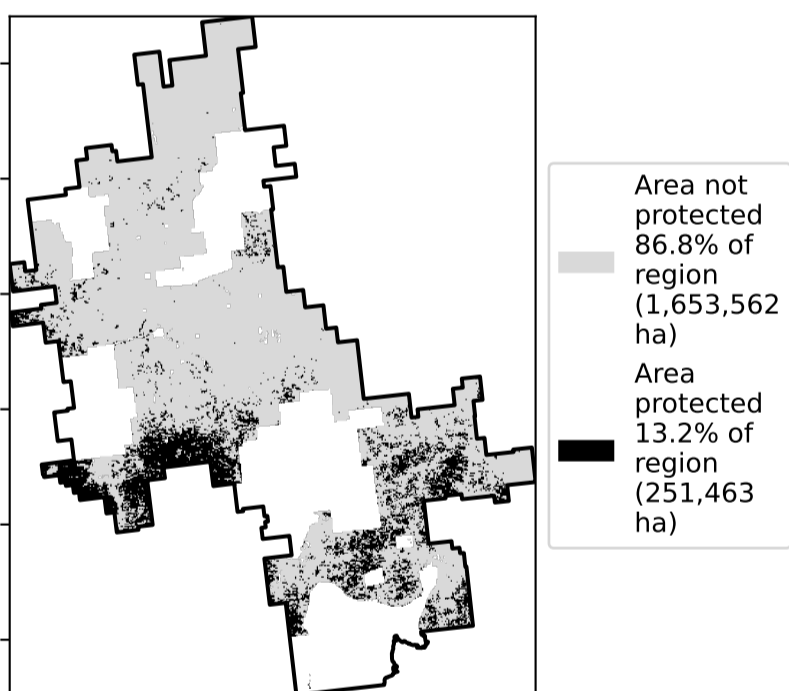 Area not
protected
86.8% of
region
(1,653,562
ha)
Area
protected
13.2% of
region
(251,463
ha)